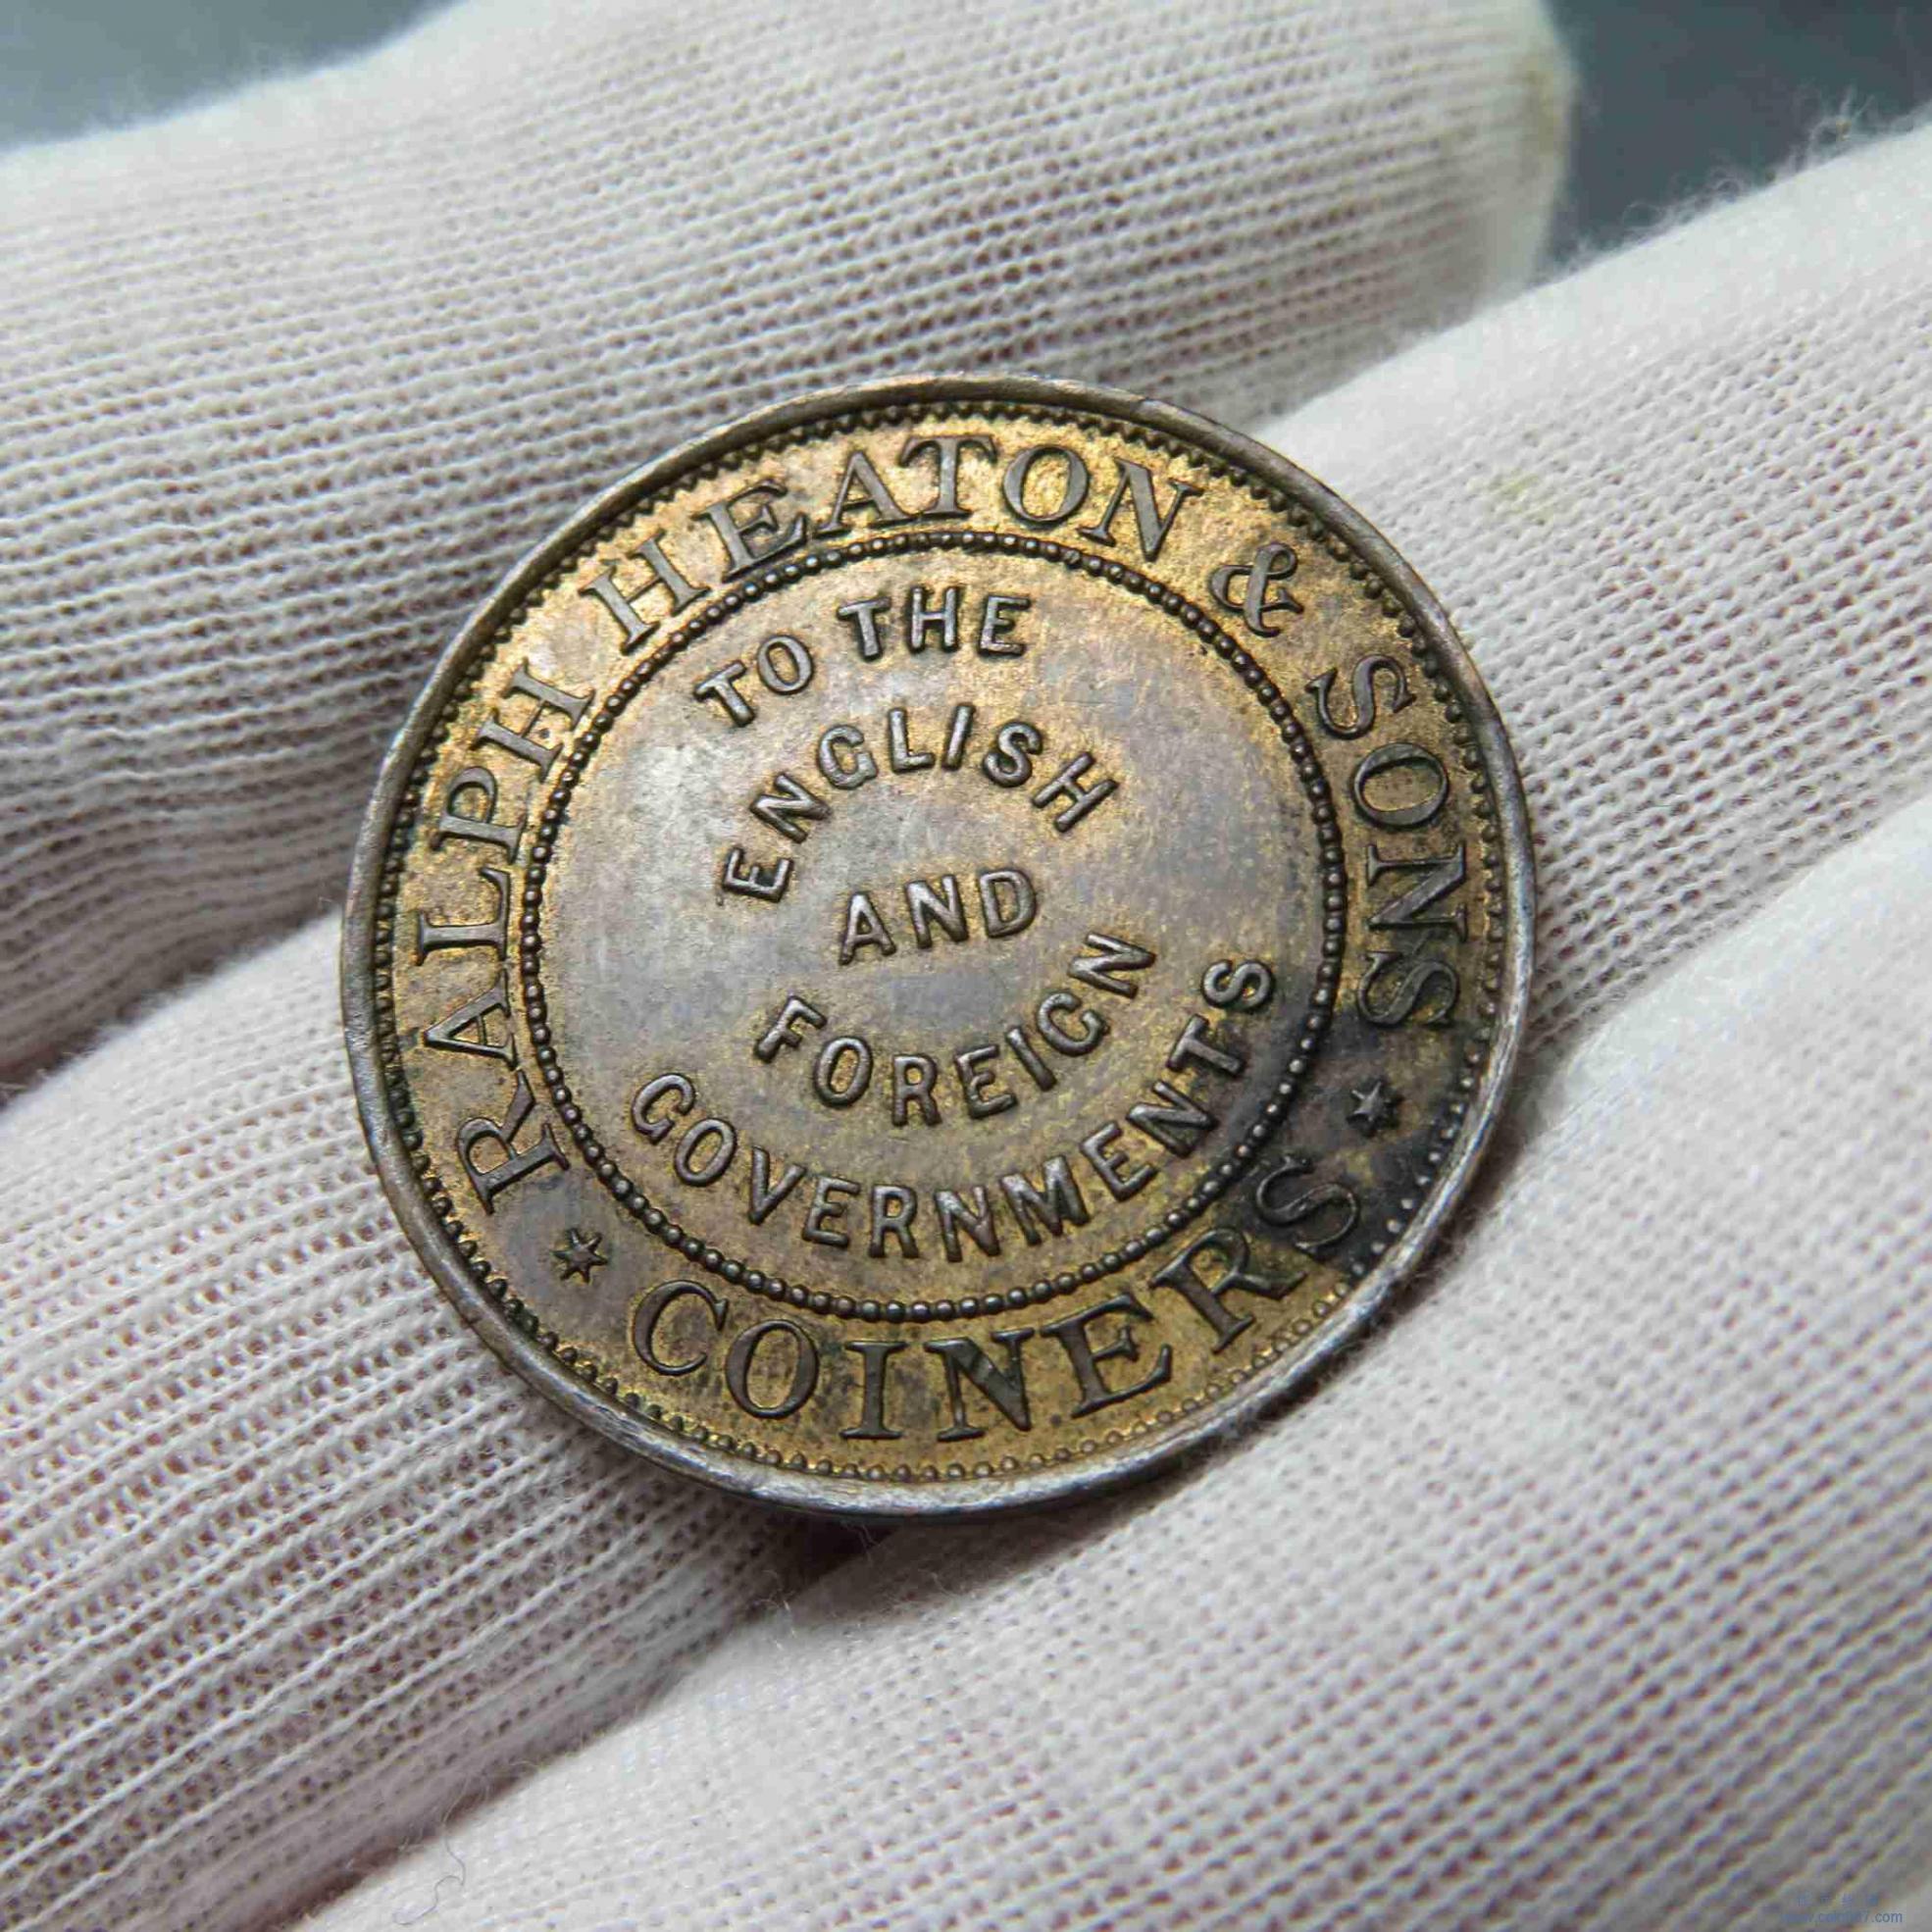 RALPH HEATON & SONS
TO THE
ENGLISH
AND
FOREIGN
GOVERNMENTS
COINERS